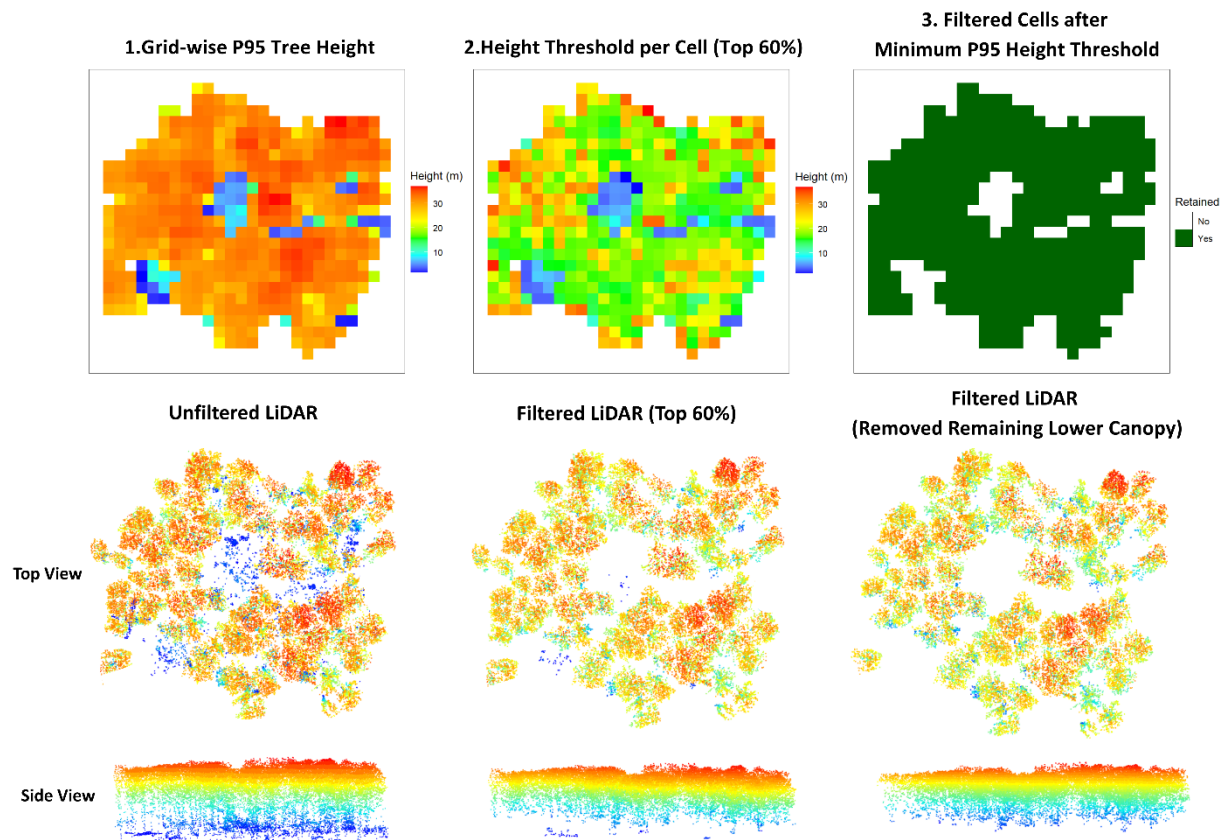 1.Grid-wise P95 Tree Height
2.Height Threshold per Cell (Top 60%)
3. Filtered Cells after
Minimum P95 Height Threshold
Height (m)
30
20
10
Height (m)
30
20
10
Retained
No
Yes
Unfiltered LiDAR
Filtered LiDAR (Top 60%)
Filtered LiDAR
(Removed Remaining Lower Canopy)
Top View
Side View